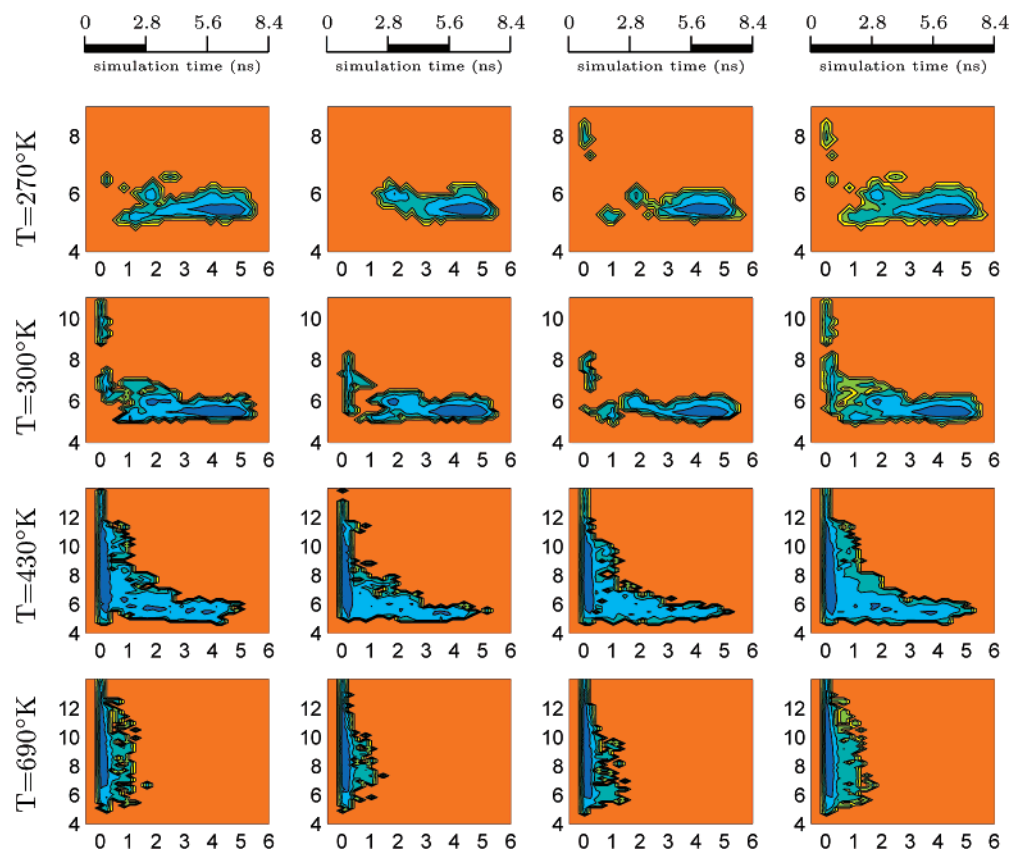 0 2.8 5.6 8.4 0 2.8 5.6 8.4 0 2.8 5.6 8.4 0 2.8 5.6 8.4
simulation time (ns) simulation time (ns) simulation time (ns) simulation time (ns)
T=270°K
8 8 8 8
6 6 6 6
4 4 4 4
0 1 2 3 4 5 6 0 1 2 3 4 5 6 0 1 2 3 4 5 6 0 1 2 3 4 5 6
T=300°K
10 10 10 10
8 8 8 8
6 6 6 6
4 4 4 4
0 1 2 3 4 5 6 0 1 2 3 4 5 6 0 1 2 3 4 5 6 0 1 2 3 4 5 6
T=430°K
12 12 12 12
10 10 10 10
8 8 8 8
6 6 6 6
4 4 4 4
0 1 2 3 4 5 6 0 1 2 3 4 5 6 0 1 2 3 4 5 6 0 1 2 3 4 5 6
T=690°K
12 12 12 12
10 10 10 10
8 8 8 8
6 6 6 6
4 4 4 4
0 1 2 3 4 5 6 0 1 2 3 4 5 6 0 1 2 3 4 5 6 0 1 2 3 4 5 6